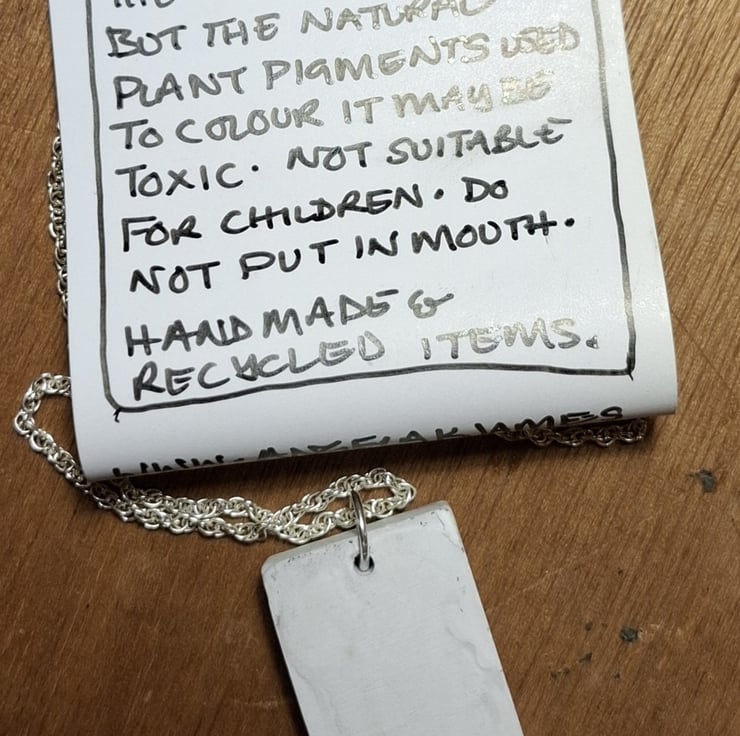 BUT THE NATURAL
PLANT PIGMENTS USED
TO COLOUR IT MAY BE
TOXIC. NOT SUITABLE
FOR CHILDREN. DO
NOT PUT IN MOUTH.
HANDMADE &
RECYCLED ITEMS.